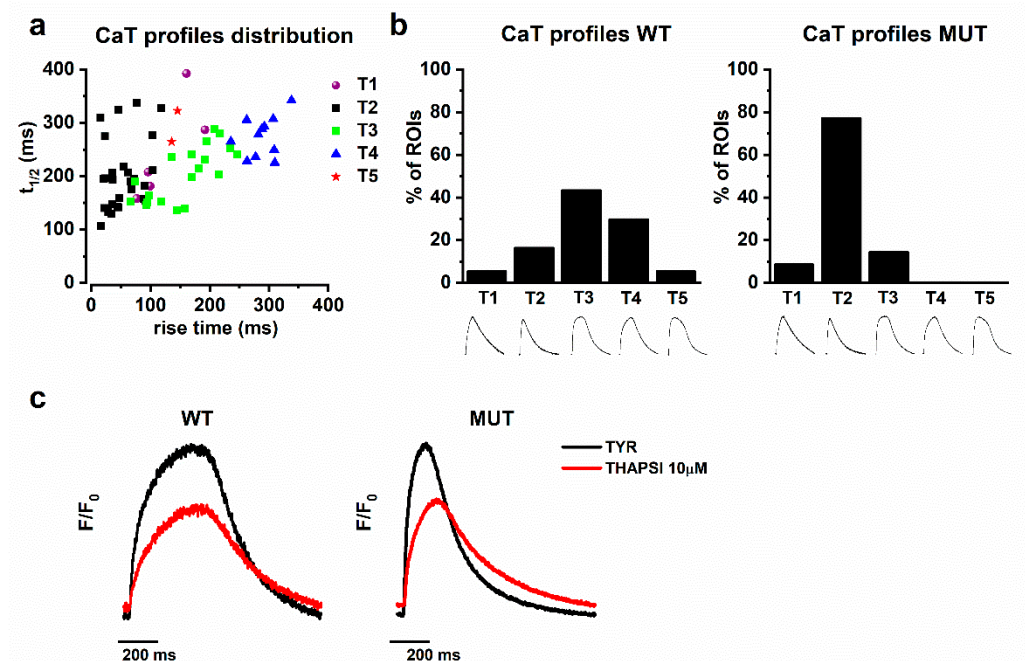 a
CaT profiles distribution
t1/2 (ms)
400
300
200
100
0
0 100 200 300 400
rise time (ms)
T1
T2
T3
T4
T5
b
CaT profiles WT
% of ROIs
100
80
60
40
20
0
T1 T2 T3 T4 T5
CaT profiles MUT
% of ROIs
100
80
60
40
20
0
T1 T2 T3 T4 T5
c
WT
F/F0
200 ms
MUT
F/F0
200 ms
TYR
THAPSI 10µM